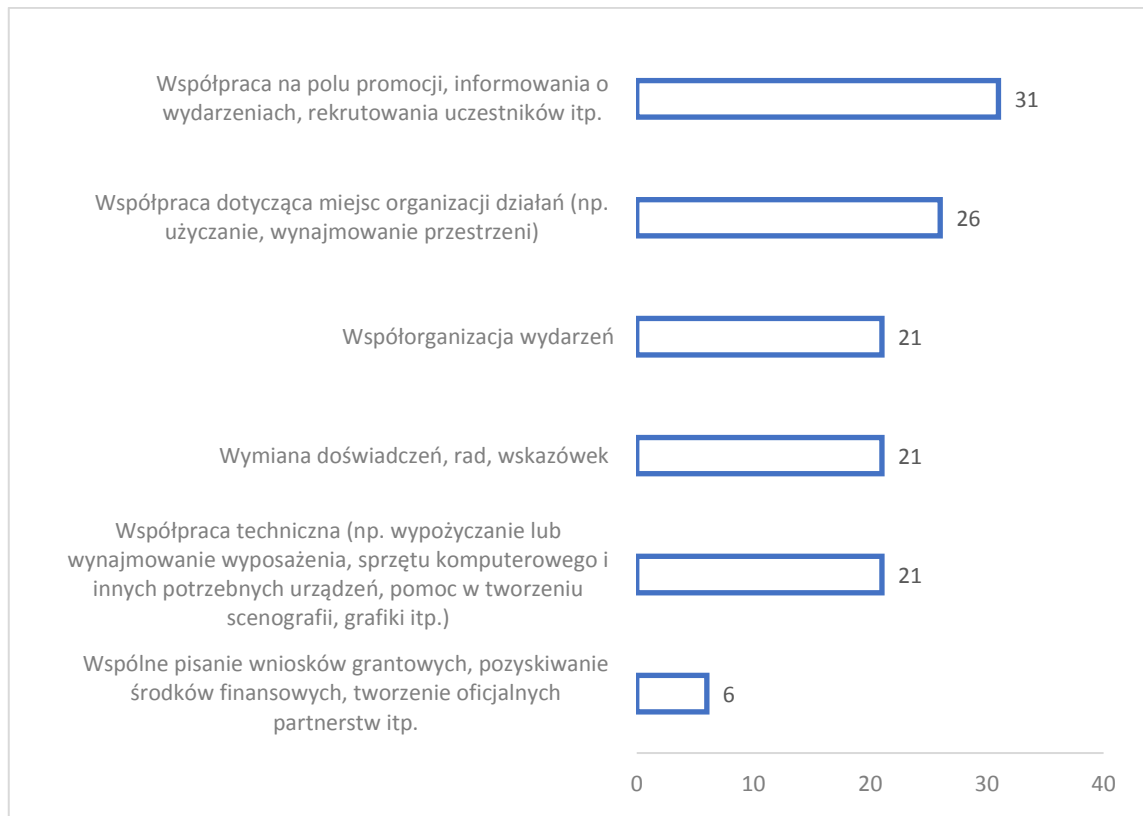 Współpraca na polu promocji, informowania o
wydarzeniach, rekrutowania uczestników itp.
31
Współpraca dotycząca miejsc organizacji działań (np.
użyczanie, wynajmowanie przestrzeni)
26
Współorganizacja wydarzeń
21
Wymiana doświadczeń, rad, wskazówek
21
Współpraca techniczna (np. wypożyczanie lub
wynajmowanie wyposażenia, sprzętu komputerowego i
innych potrzebnych urządzeń, pomoc w tworzeniu
scenografii, grafiki itp.)
21
Wspólne pisanie wniosków grantowych, pozyskiwanie
środków finansowych, tworzenie oficjalnych
partnerstw itp.
6
0 10 20 30 40